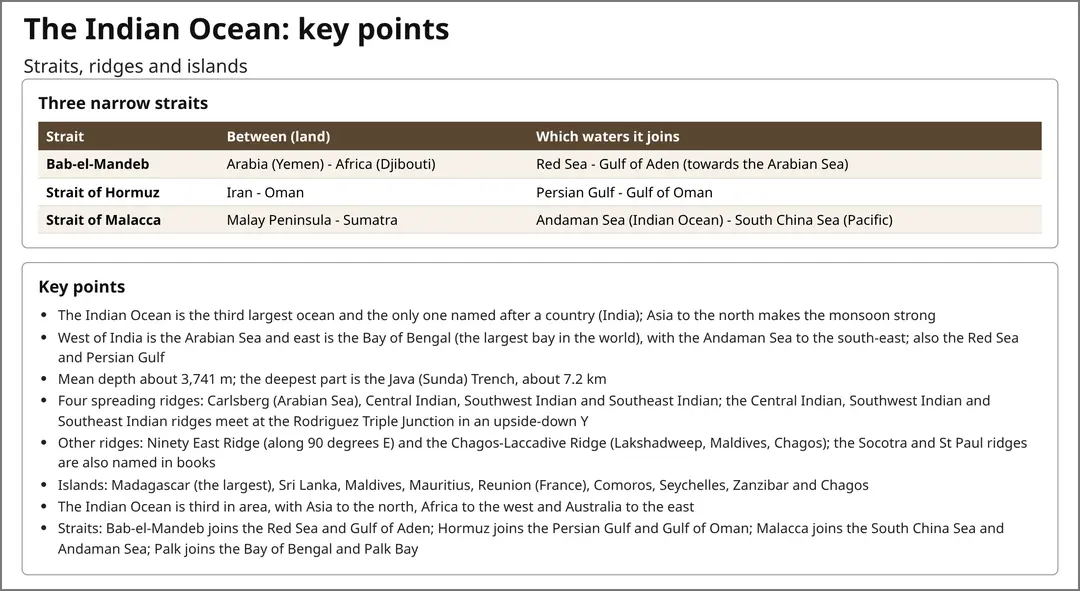 The Indian Ocean: key points
Straits, ridges and islands
Three narrow straits
Strait Between (land) Which waters it joins
Bab-el-Mandeb Arabia (Yemen) - Africa (Djibouti) Red Sea - Gulf of Aden (towards the Arabian Sea)
Strait of Hormuz Iran - Oman Persian Gulf - Gulf of Oman
Strait of Malacca Malay Peninsula - Sumatra Andaman Sea (Indian Ocean) - South China Sea (Pacific)
Key points
• The Indian Ocean is the third largest ocean and the only one named after a country (India); Asia to the north makes the monsoon strong
• West of India is the Arabian Sea and east is the Bay of Bengal (the largest bay in the world), with the Andaman Sea to the south-east; also the Red Sea
and Persian Gulf
• Mean depth about 3,741 m; the deepest part is the Java (Sunda) Trench, about 7.2 km
• Four spreading ridges: Carlsberg (Arabian Sea), Central Indian, Southwest Indian and Southeast Indian; the Central Indian, Southwest Indian and
Southeast Indian ridges meet at the Rodriguez Triple Junction in an upside-down Y
• Other ridges: Ninety East Ridge (along 90 degrees E) and the Chagos-Laccadive Ridge (Lakshadweep, Maldives, Chagos); the Socotra and St Paul ridges
are also named in books
• Islands: Madagascar (the largest), Sri Lanka, Maldives, Mauritius, Reunion (France), Comoros, Seychelles, Zanzibar and Chagos
• The Indian Ocean is third in area, with Asia to the north, Africa to the west and Australia to the east
• Straits: Bab-el-Mandeb joins the Red Sea and Gulf of Aden; Hormuz joins the Persian Gulf and Gulf of Oman; Malacca joins the South China Sea and
Andaman Sea; Palk joins the Bay of Bengal and Palk Bay